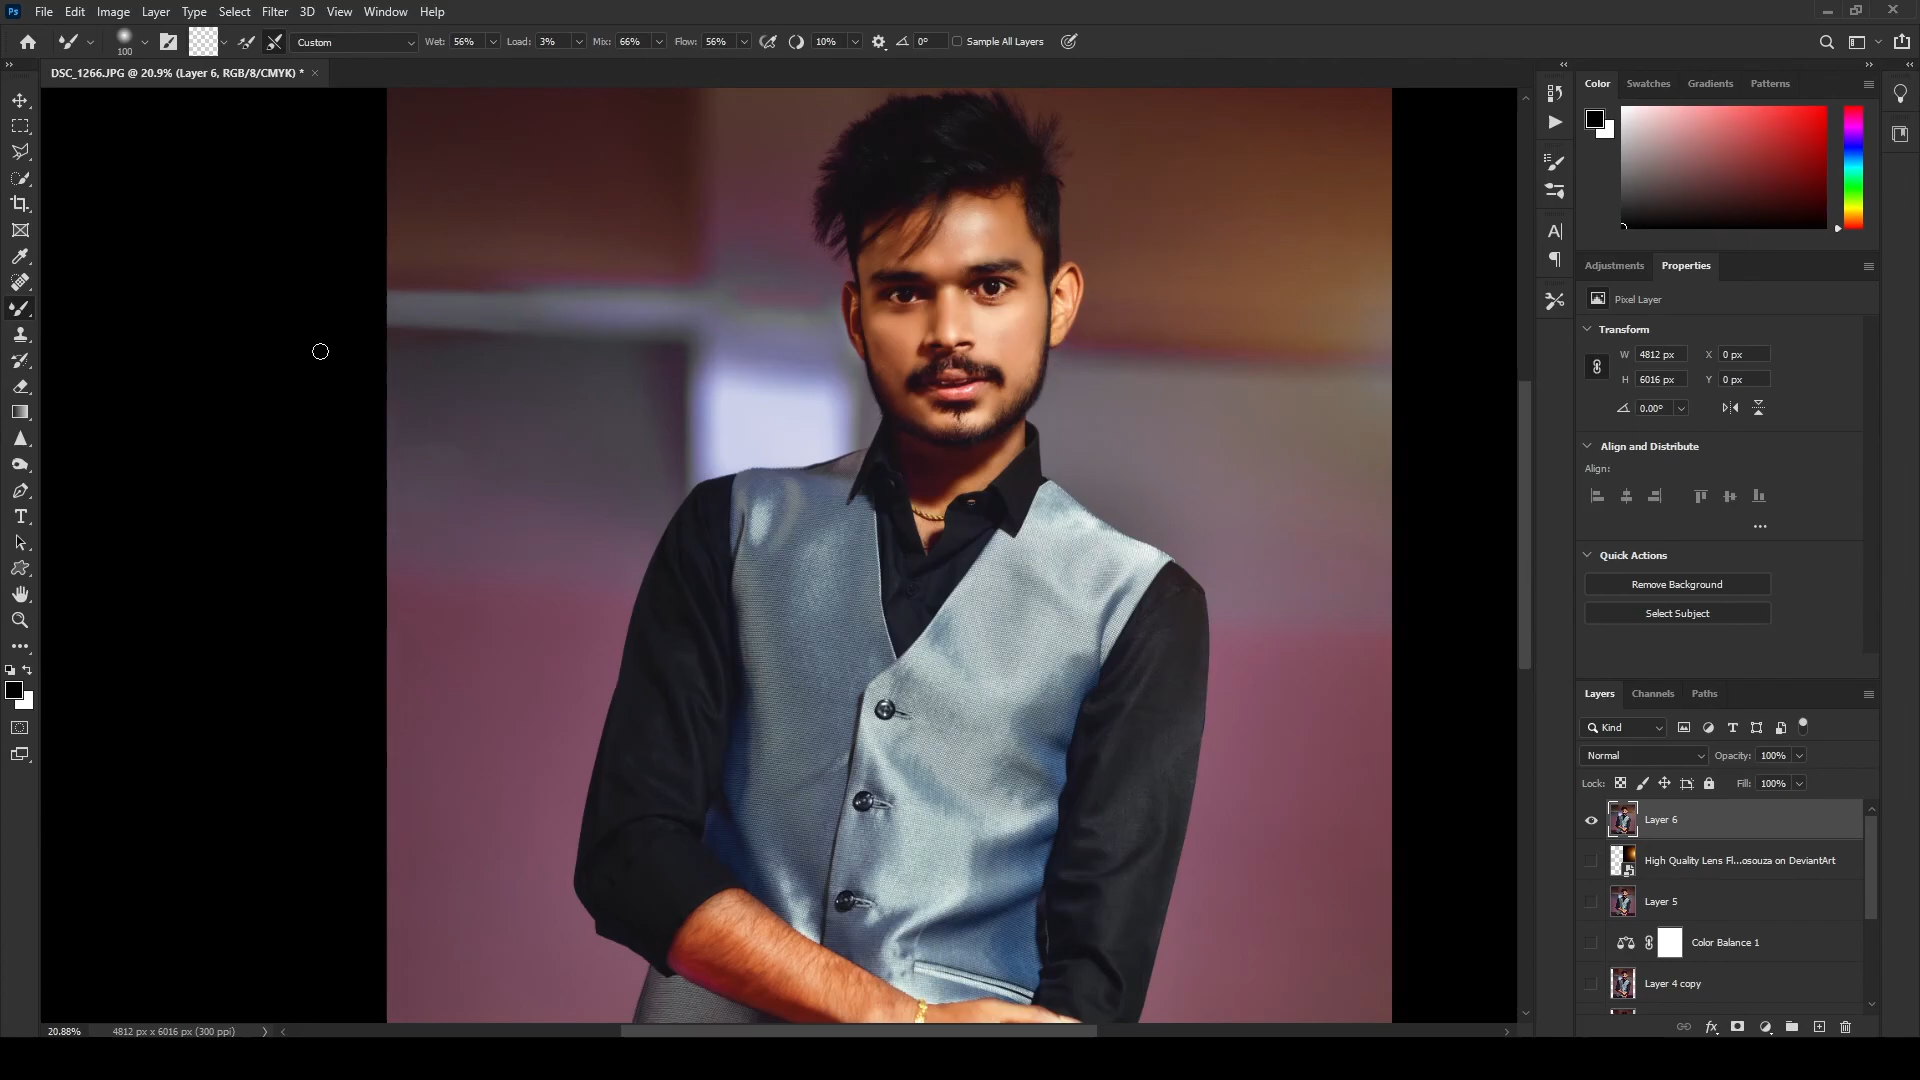 Ps File Edit Image Layer Type Select Filter 3D View Window Help
100 Custom Wet: 56% Load: 3% Mix: 66% Flow: 56% 10% 0° Sample All Layers
DSC_1266.JPG @ 20.9% (Layer 6, RGB/8/CMYK) * ×
Color Swatches Gradients Patterns
Adjustments Properties
Pixel Layer
Transform
W 4812 px X 0 px
H 6016 px Y 0 px
0.00°
Align and Distribute
Align:
Quick Actions
Remove Background
Select Subject
Layers Channels Paths
Kind
Normal Opacity: 100%
Lock: Fill: 100%
Layer 6
High Quality Lens Fl...osouza on DeviantArt
Layer 5
Color Balance 1
Layer 4 copy
fx
20.88% 4812 px x 6016 px (300 ppi)